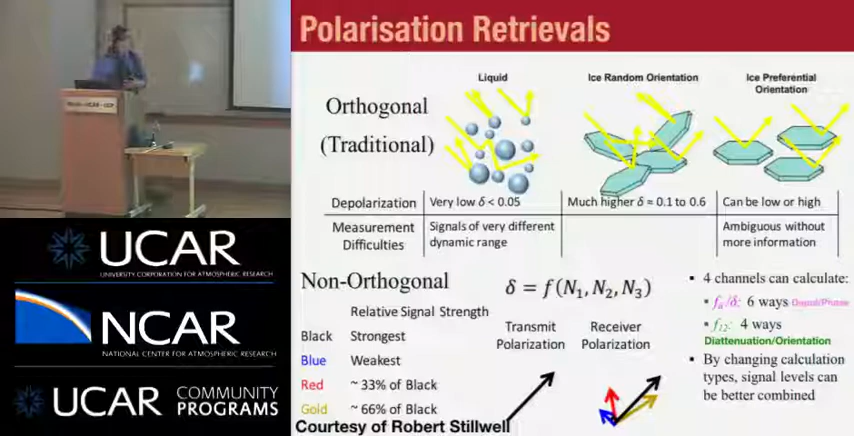 Polarisation Retrievals
Liquid
Ice Random Orientation
Ice Preferential
Orientation
Orthogonal
(Traditional)
Depolarization
Very low δ < 0.05
Much higher δ = 0.1 to 0.6
Can be low or high
Measurement
Difficulties
Signals of very different
dynamic range
Ambiguous without
more information
Non-Orthogonal
δ = f(N₁, N₂, N₃)
Relative Signal Strength
Black Strongest
Blue Weakest
Red ~ 33% of Black
Gold ~ 66% of Black
Transmit
Polarization
Receiver
Polarization
▪ 4 channels can calculate:
/δ: 6 ways Depol/Phase
▪ f₁₂: 4 ways
Diattenuation/Orientation
▪ By changing calculation
types, signal levels can
be better combined
Courtesy of Robert Stillwell
UCAR
UNIVERSITY CORPORATION FOR ATMOSPHERIC RESEARCH
NCAR
NATIONAL CENTER FOR ATMOSPHERIC RESEARCH
UCAR COMMUNITY
PROGRAMS